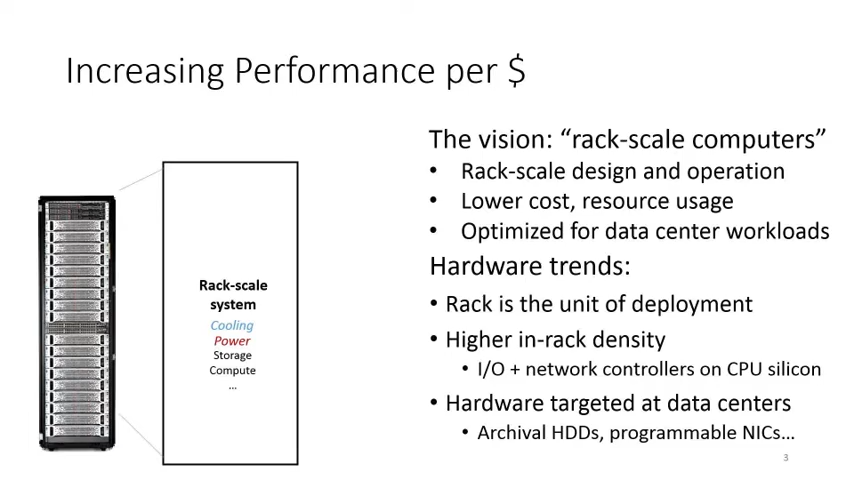 Increasing Performance per $
Rack-scale
system
Cooling
Power
Storage
Compute
...
The vision: “rack-scale computers”
• Rack-scale design and operation
• Lower cost, resource usage
• Optimized for data center workloads
Hardware trends:
• Rack is the unit of deployment
• Higher in-rack density
• I/O + network controllers on CPU silicon
• Hardware targeted at data centers
• Archival HDDs, programmable NICs…
3